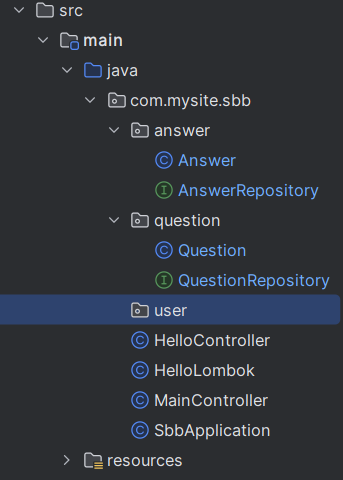 src
main
java
com.mysite.sbb
answer
Answer
AnswerRepository
question
Question
QuestionRepository
user
HelloController
HelloLombok
MainController
SbbApplication
resources